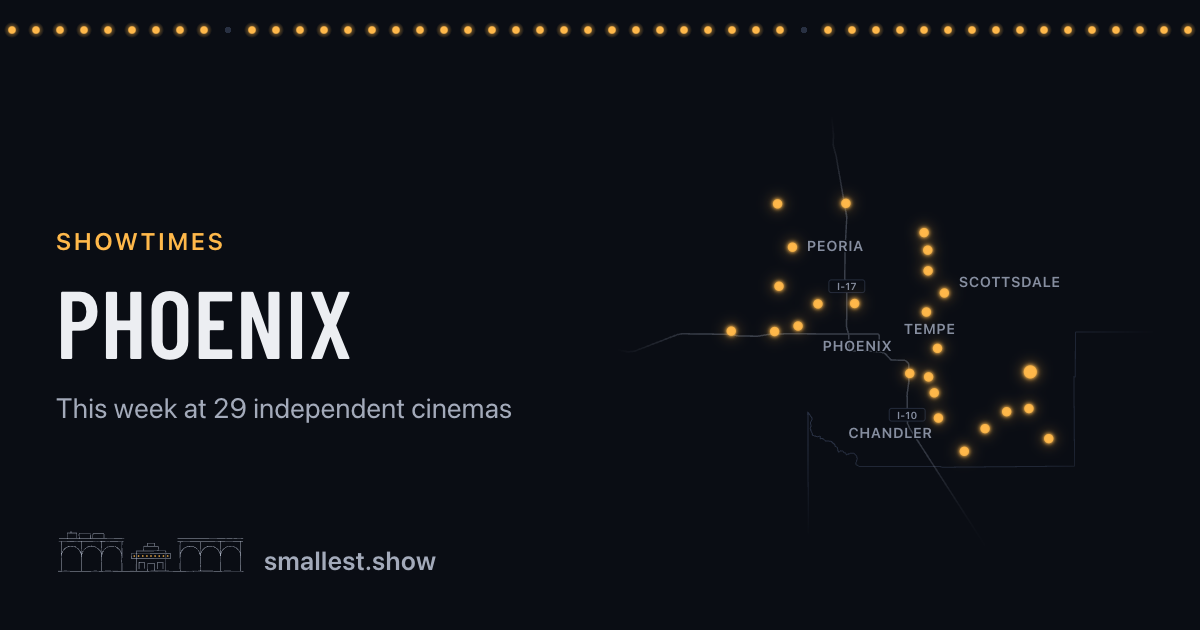 SHOWTIMES
PHOENIX
This week at 29 independent cinemas
smallest.show
PEORIA
SCOTTSDALE
I-17
TEMPE
PHOENIX
I-10
CHANDLER